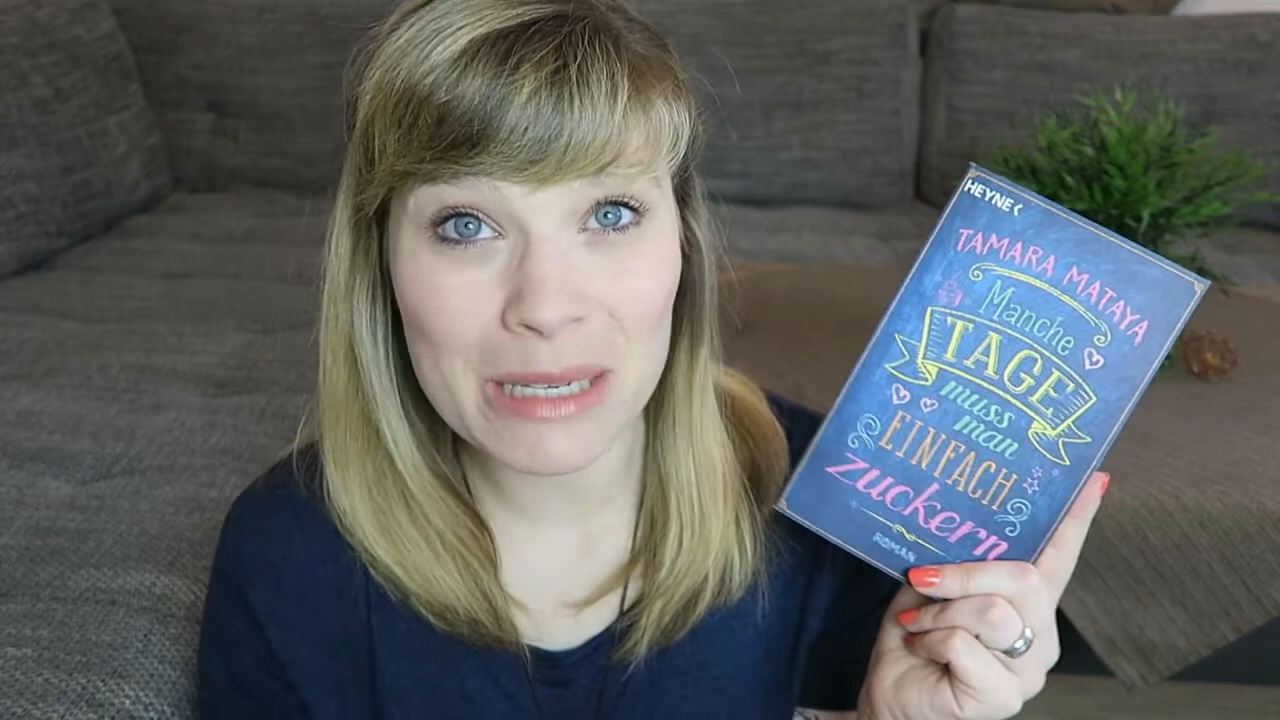 HEYNE
TAMARA MATAYA
Manche
TAGE
muss
man
EINFACH
zuckern
ROMAN